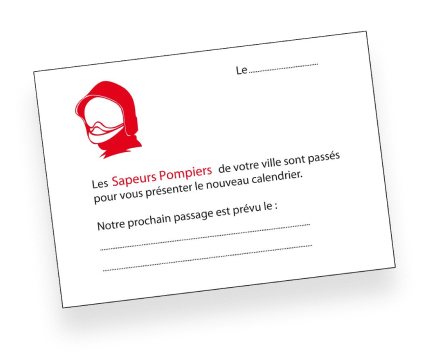 Le....................
Les Sapeurs Pompiers de votre ville sont passés
pour vous présenter le nouveau calendrier.
Notre prochain passage est prévu le :